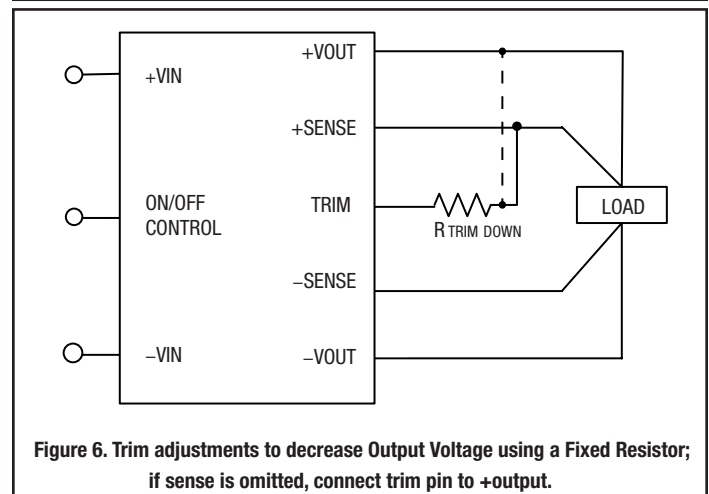 +VOUT
+VIN
+SENSE
ON/OFF
CONTROL
TRIM
LOAD
R TRIM DOWN
−SENSE
−VIN
−VOUT
Figure 6. Trim adjustments to decrease Output Voltage using a Fixed Resistor;
if sense is omitted, connect trim pin to +output.